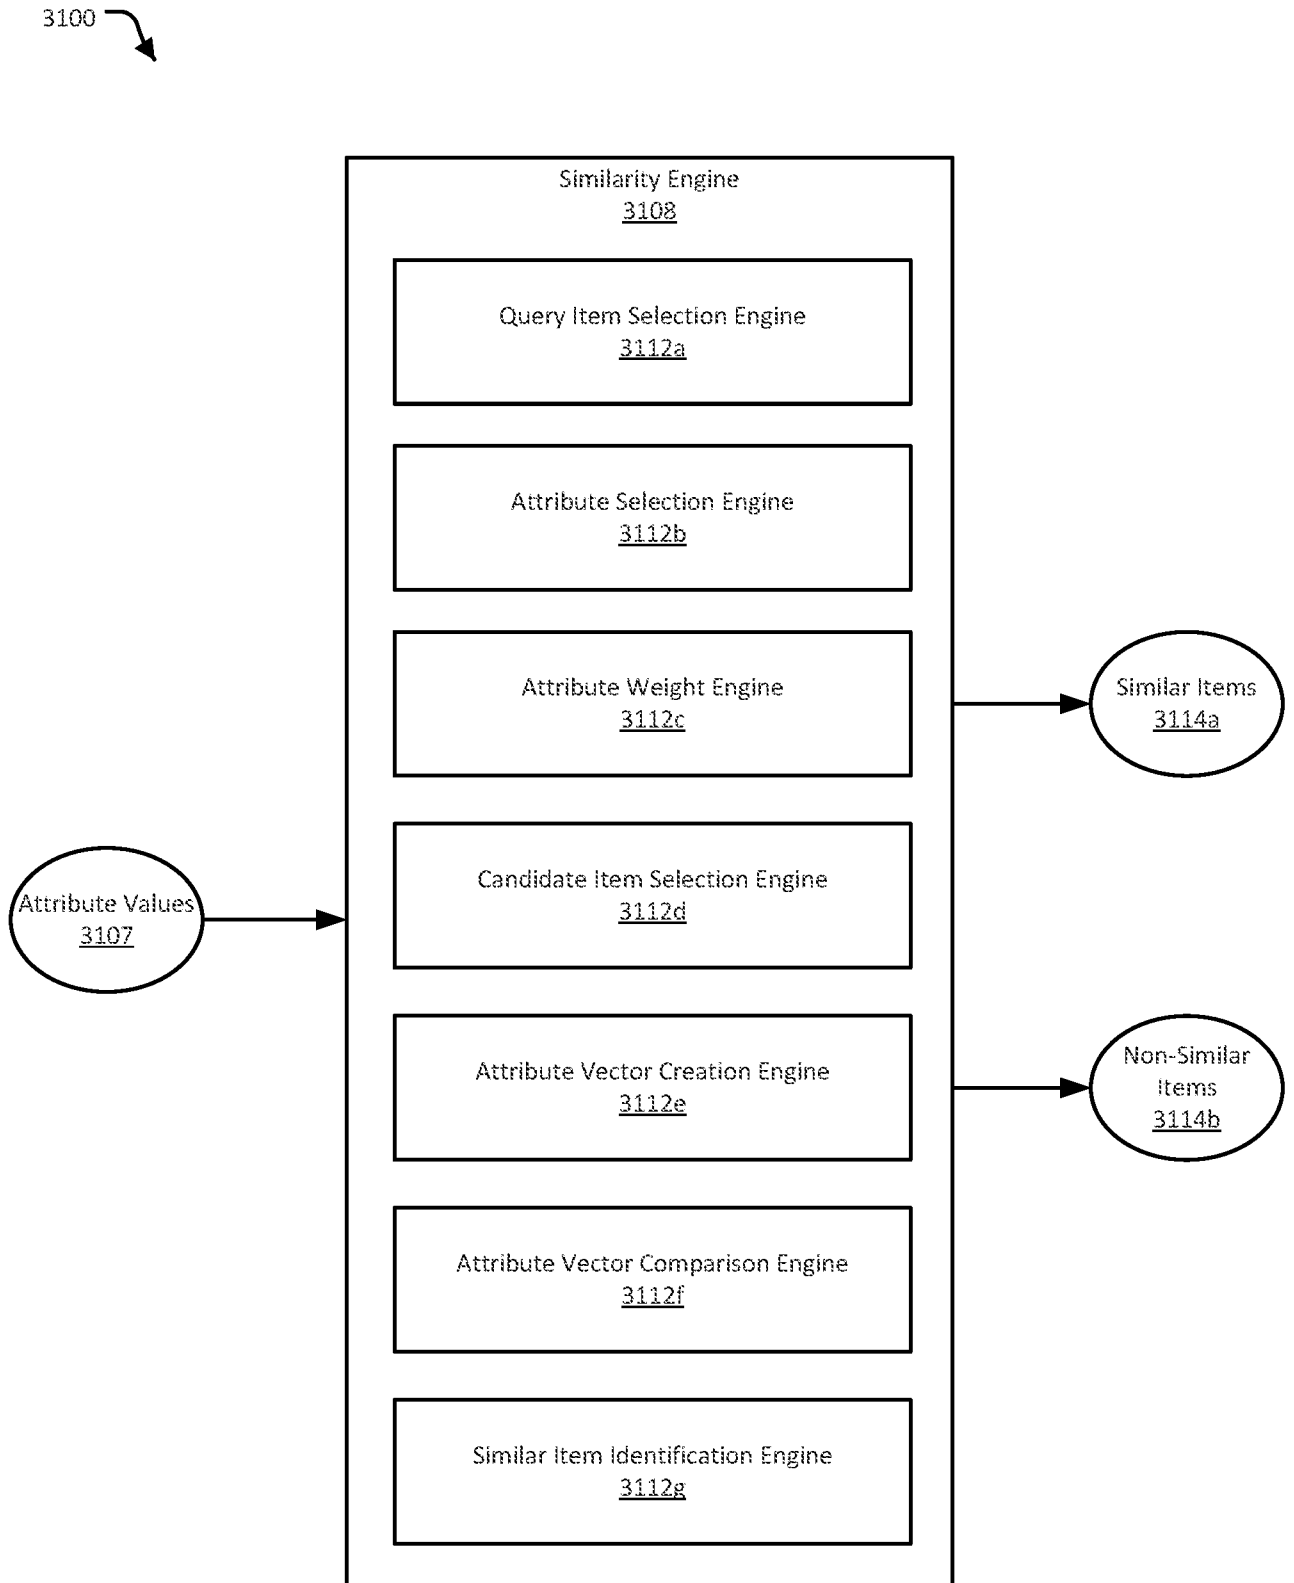 3100
Similarity Engine
3108
Query Item Selection Engine
3112a
Attribute Selection Engine
3112b
Attribute Weight Engine
3112c
Similar Items
3114a
Candidate Item Selection Engine
3112d
Attribute Values
3107
Attribute Vector Creation Engine
3112e
Non-Similar
Items
3114b
Attribute Vector Comparison Engine
3112f
Similar Item Identification Engine
3112g